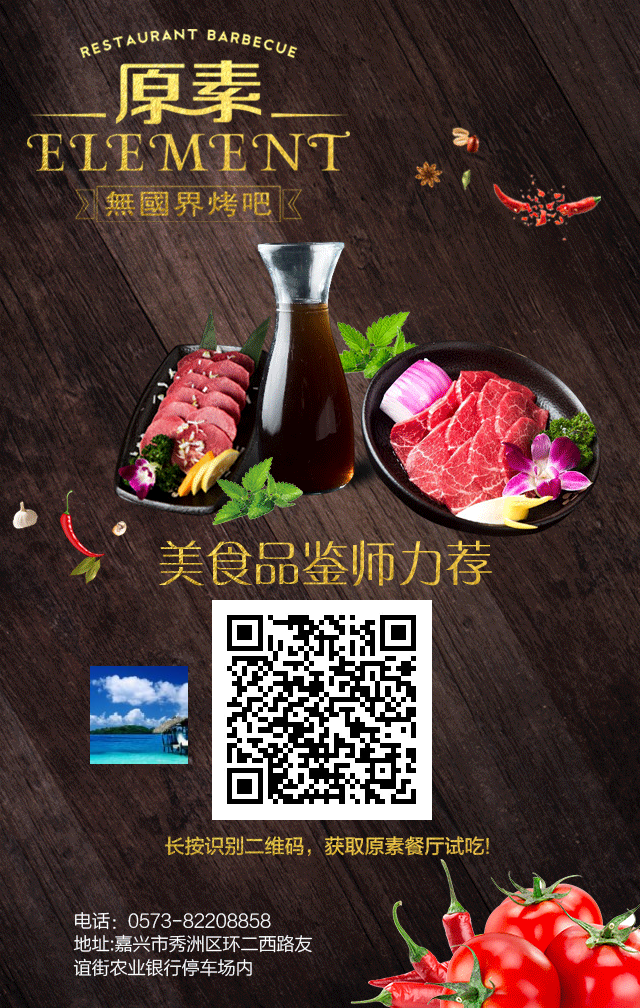 RESTAURANT BARBECUE
原素
ELEMENT
無國界烤吧
美食品鉴师力荐
长按识别二维码，获取原素餐厅试吃!
电话：0573-82208858
地址:嘉兴市秀洲区环二西路友
谊街农业银行停车场内